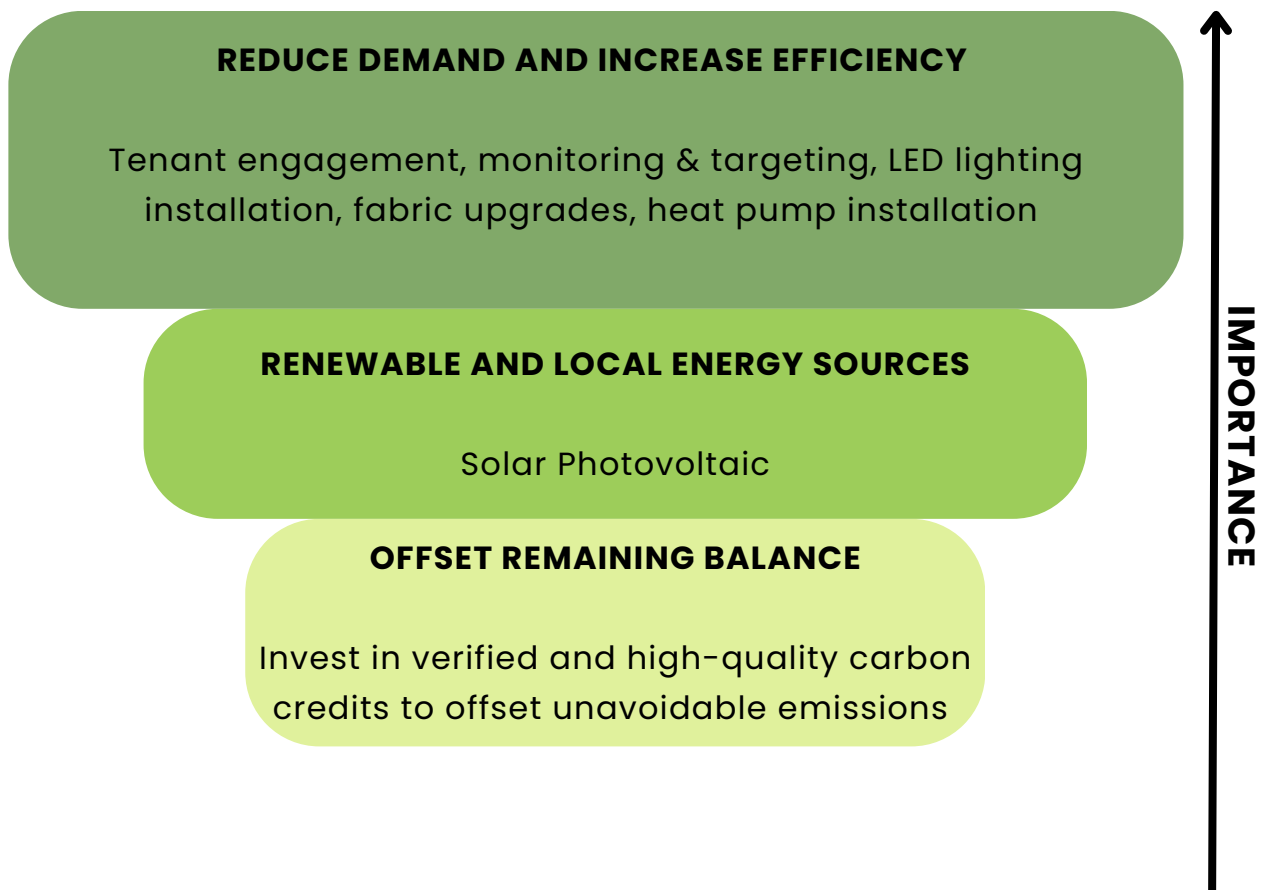 REDUCE DEMAND AND INCREASE EFFICIENCY
Tenant engagement, monitoring & targeting, LED lighting
installation, fabric upgrades, heat pump installation
RENEWABLE AND LOCAL ENERGY SOURCES
Solar Photovoltaic
OFFSET REMAINING BALANCE
Invest in verified and high-quality carbon
credits to offset unavoidable emissions
IMPORTANCE